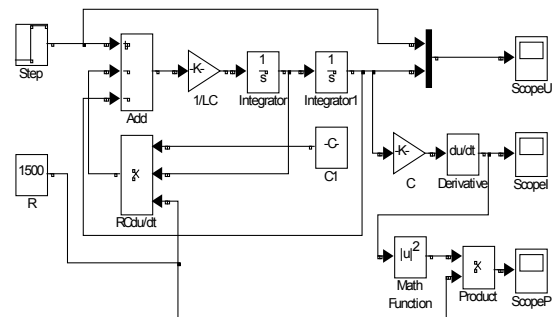 Step
Add
-K-
1/LC
1
s
Integrator
1
s
Integrator1
ScopeU
1500
R
x
RCdu/dt
-C-
C1
-K-
C
du/dt
Derivative
ScopeI
|u|²
Math
Function
x
Product
ScopeP